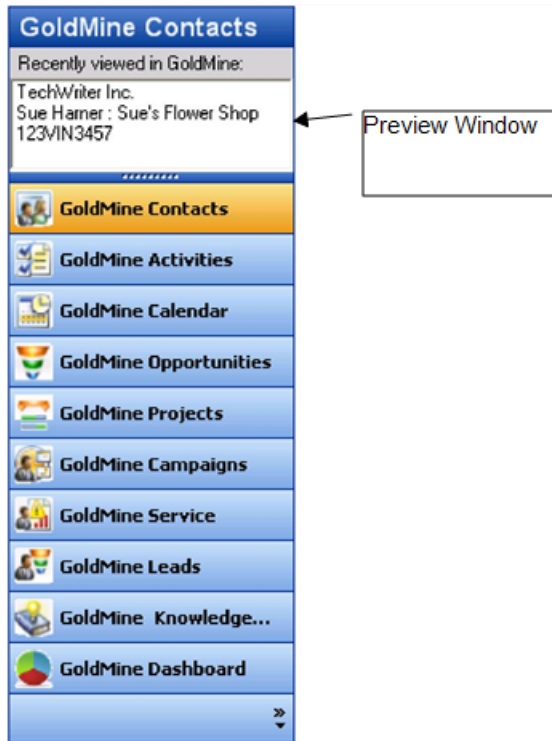 GoldMine Contacts
Recently viewed in GoldMine:
TechWriter Inc.
Sue Harner : Sue's Flower Shop
123VIN3457
Preview Window
GoldMine Contacts
GoldMine Activities
GoldMine Calendar
GoldMine Opportunities
GoldMine Projects
GoldMine Campaigns
GoldMine Service
GoldMine Leads
GoldMine Knowledge...
GoldMine Dashboard